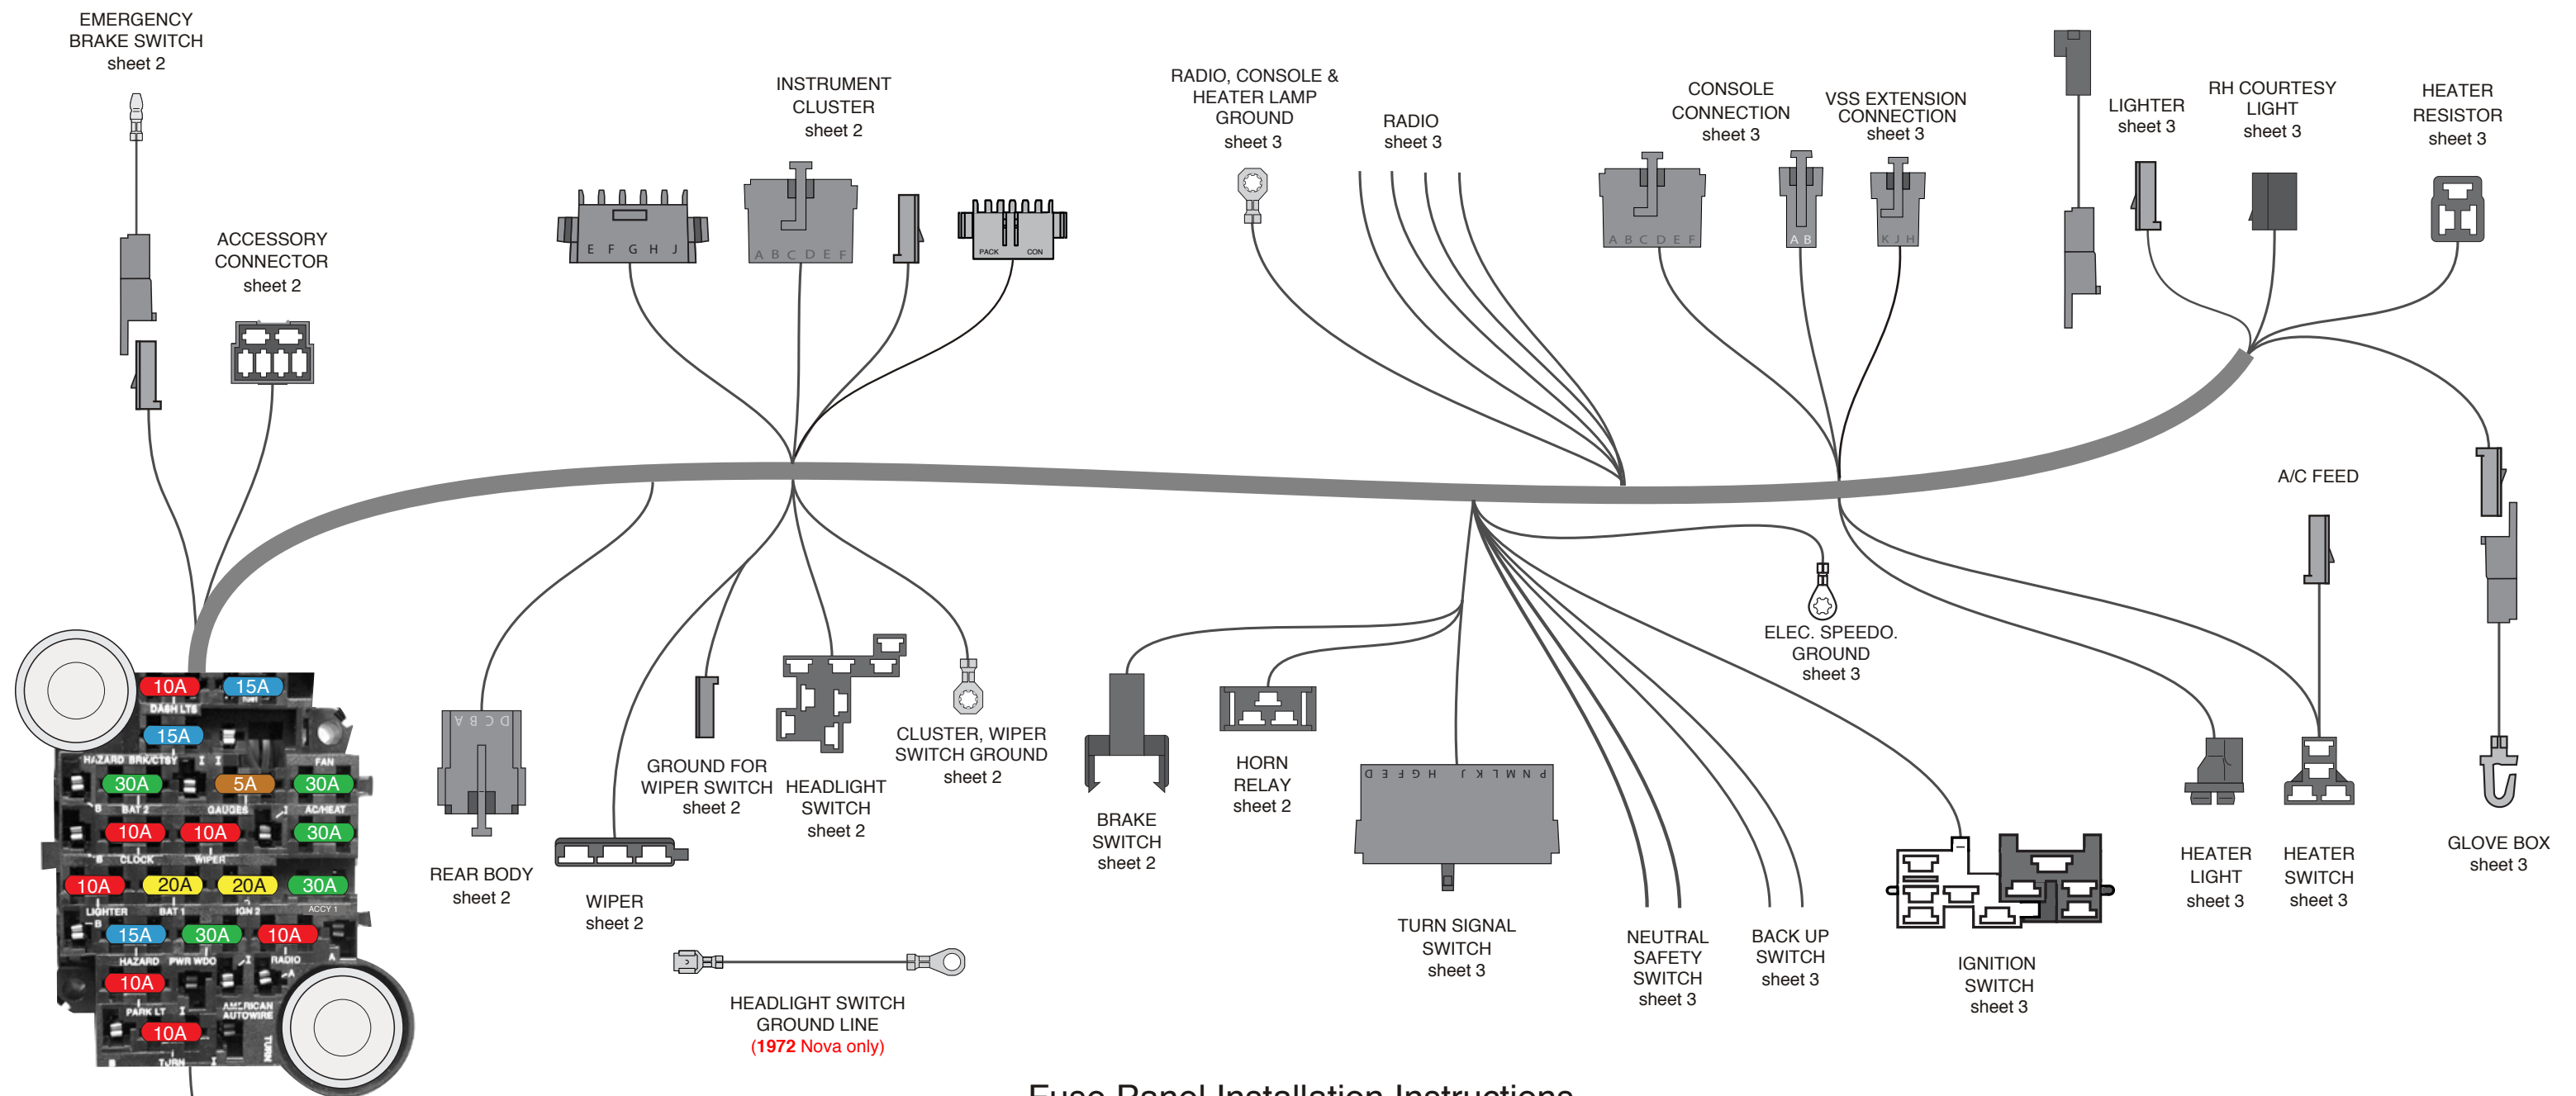 EMERGENCY
BRAKE SWITCH
sheet 2
ACCESSORY
CONNECTOR
sheet 2
INSTRUMENT
CLUSTER
sheet 2
E F G H J
A B C D E F
PACK CON
RADIO, CONSOLE &
HEATER LAMP
GROUND
sheet 3
RADIO
sheet 3
CONSOLE
CONNECTION
sheet 3
A B C D E F
A B
VSS EXTENSION
CONNECTION
sheet 3
K J H
LIGHTER
sheet 3
RH COURTESY
LIGHT
sheet 3
HEATER
RESISTOR
sheet 3
A/C FEED
10A 15A
DASH LTS
15A
HAZARD BRK/CTSY I I FAN
30A 5A 30A
B BAT 2 GAUGES I AC/HEAT
10A 10A 30A
B CLOCK WIPER
10A 20A 20A 30A
LIGHTER BAT 1 IGN 2 ACCY 1
B
15A 30A 10A
HAZARD PWR WDO I RADIO A
A
10A
PARK LT I AMERICAN
AUTOWIRE
10A
B TURN I
TURN
D C B A
REAR BODY
sheet 2
WIPER
sheet 2
GROUND FOR
WIPER SWITCH
sheet 2
HEADLIGHT
SWITCH
sheet 2
CLUSTER, WIPER
SWITCH GROUND
sheet 2
C
HEADLIGHT SWITCH
GROUND LINE
(1972 Nova only)
BRAKE
SWITCH
sheet 2
HORN
RELAY
sheet 2
D E F G H J K L M N P
TURN SIGNAL
SWITCH
sheet 3
NEUTRAL
SAFETY
SWITCH
sheet 3
BACK UP
SWITCH
sheet 3
ELEC. SPEEDO.
GROUND
sheet 3
IGNITION
SWITCH
sheet 3
HEATER
LIGHT
sheet 3
HEATER
SWITCH
sheet 3
GLOVE BOX
sheet 3
Fuse Panel Installation Instructions